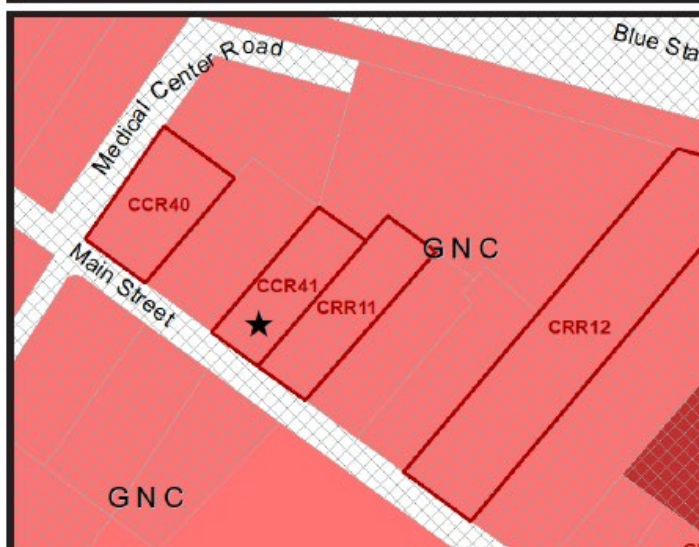 Blue Sta
Medical Center Road
CCR40
GNC
Main Street
CCR41
CRR11
CRR12
GNC